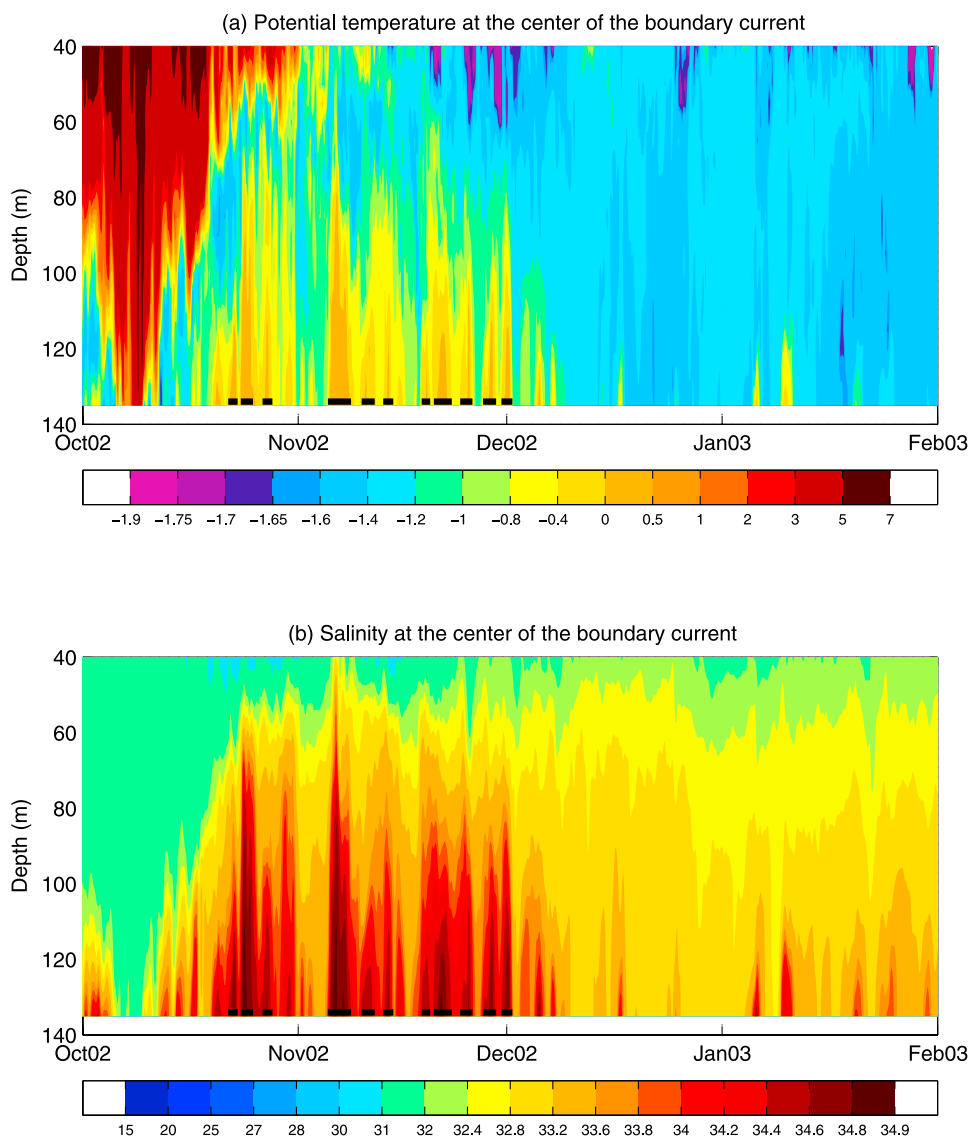 (a) Potential temperature at the center of the boundary current
40
60
80
100
120
140
Depth (m)
Oct02 Nov02 Dec02 Jan03 Feb03
−1.9 −1.75 −1.7 −1.65 −1.6 −1.4 −1.2 −1 −0.8 −0.4 0 0.5 1 2 3 5 7
(b) Salinity at the center of the boundary current
40
60
80
100
120
140
Depth (m)
Oct02 Nov02 Dec02 Jan03 Feb03
15 20 25 27 28 30 31 32 32.4 32.8 33.2 33.6 33.8 34 34.2 34.4 34.6 34.8 34.9